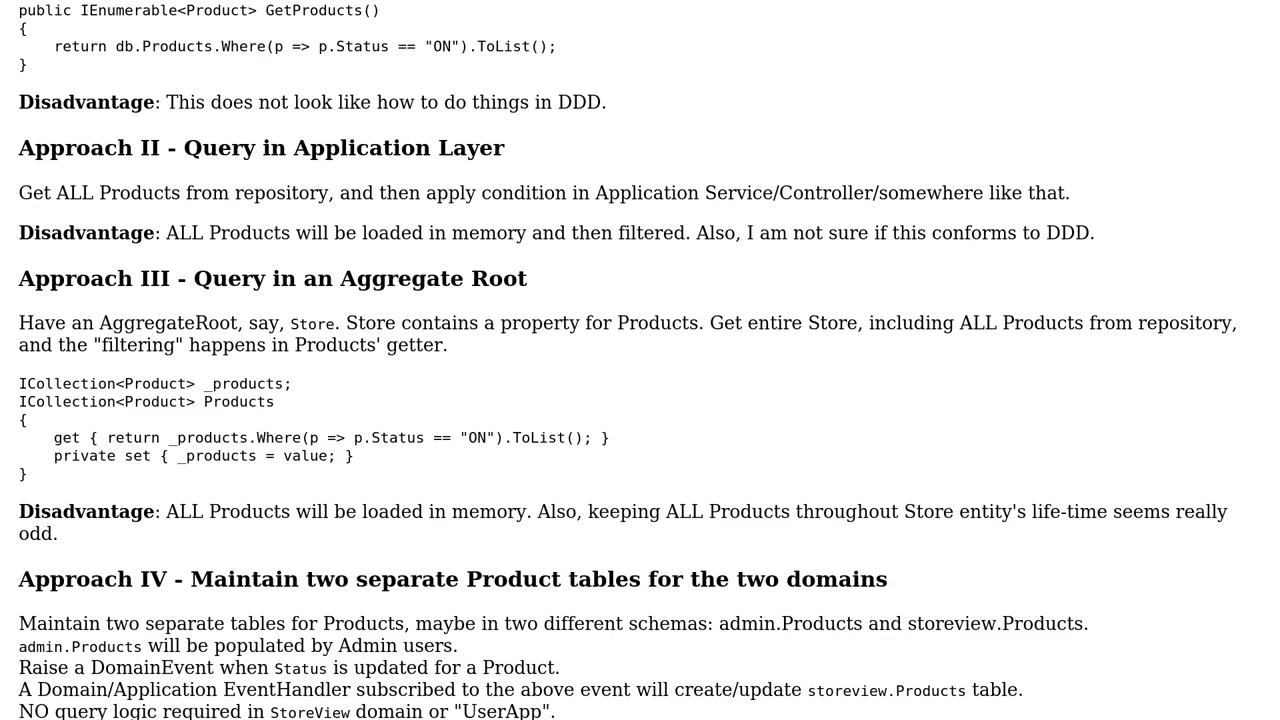 public IEnumerable<Product> GetProducts()
{
    return db.Products.Where(p => p.Status == "ON").ToList();
}
Disadvantage: This does not look like how to do things in DDD.
Approach II - Query in Application Layer
Get ALL Products from repository, and then apply condition in Application Service/Controller/somewhere like that.
Disadvantage: ALL Products will be loaded in memory and then filtered. Also, I am not sure if this conforms to DDD.
Approach III - Query in an Aggregate Root
Have an AggregateRoot, say, Store. Store contains a property for Products. Get entire Store, including ALL Products from repository,
and the "filtering" happens in Products' getter.
ICollection<Product> _products;
ICollection<Product> Products
{
    get { return _products.Where(p => p.Status == "ON").ToList(); }
    private set { _products = value; }
}
Disadvantage: ALL Products will be loaded in memory. Also, keeping ALL Products throughout Store entity's life-time seems really
odd.
Approach IV - Maintain two separate Product tables for the two domains
Maintain two separate tables for Products, maybe in two different schemas: admin.Products and storeview.Products.
admin.Products will be populated by Admin users.
Raise a DomainEvent when Status is updated for a Product.
A Domain/Application EventHandler subscribed to the above event will create/update storeview.Products table.
NO query logic required in StoreView domain or "UserApp".